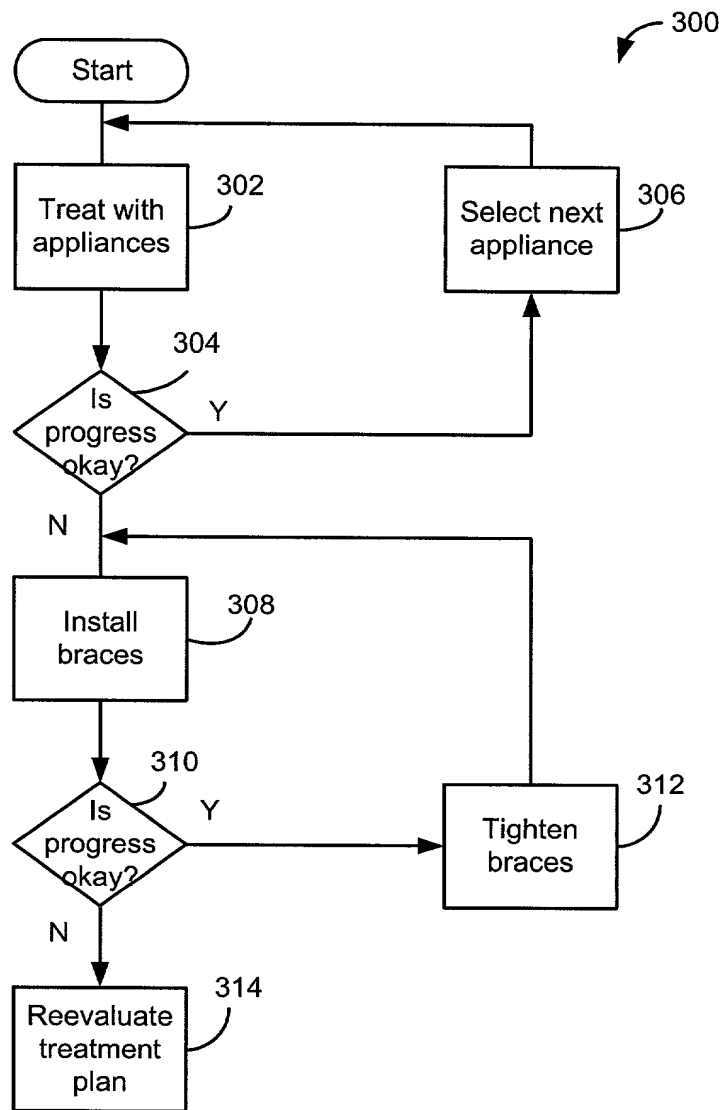 300
Start
302
Treat with
appliances
306
Select next
appliance
304
Is
progress
okay?
Y
N
308
Install
braces
310
Is
progress
okay?
Y
312
Tighten
braces
N
314
Reevaluate
treatment
plan